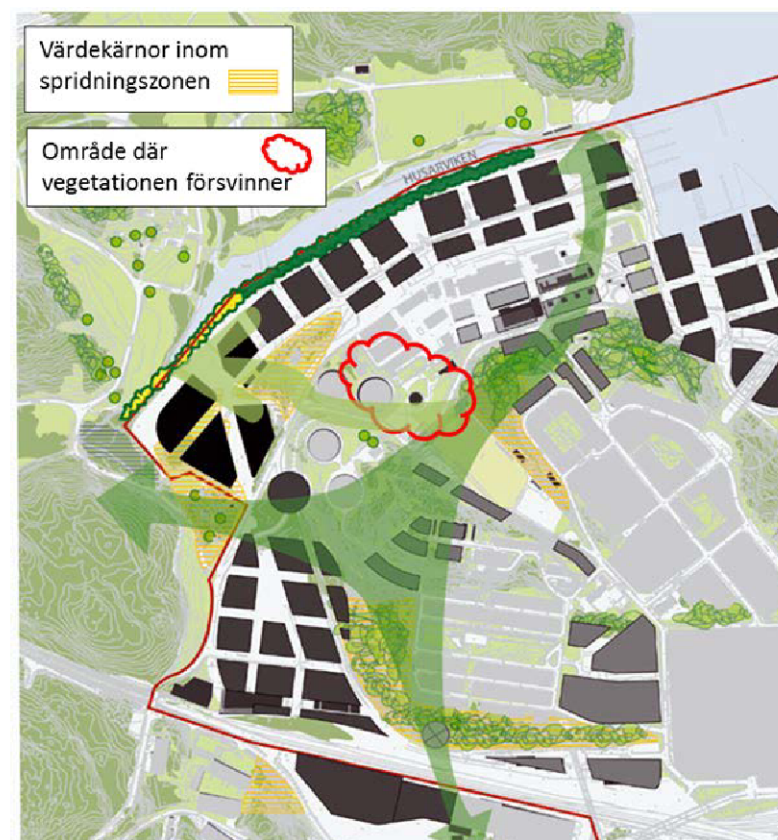 Värdekärnor inom
spridningszonen
Område där
vegetationen försvinner
HUSARVIKEN